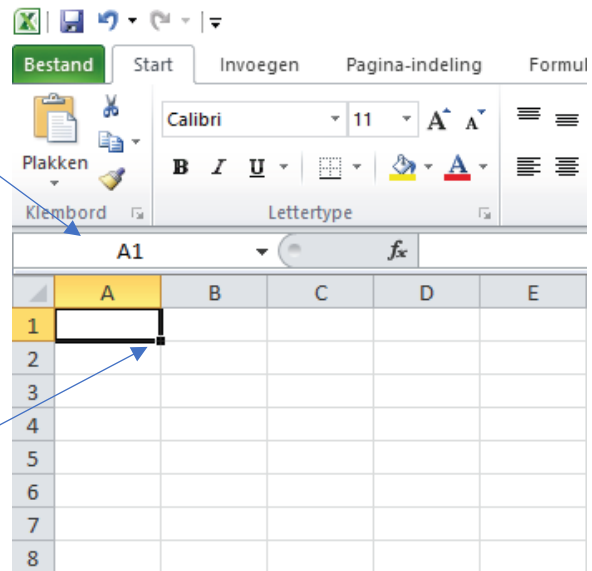 Bestand Start Invoegen Pagina-indeling Formul
Calibri 11 A A
Plakken B I U A
Klembord Lettertype
A1 fx
A B C D E
1
2
3
4
5
6
7
8